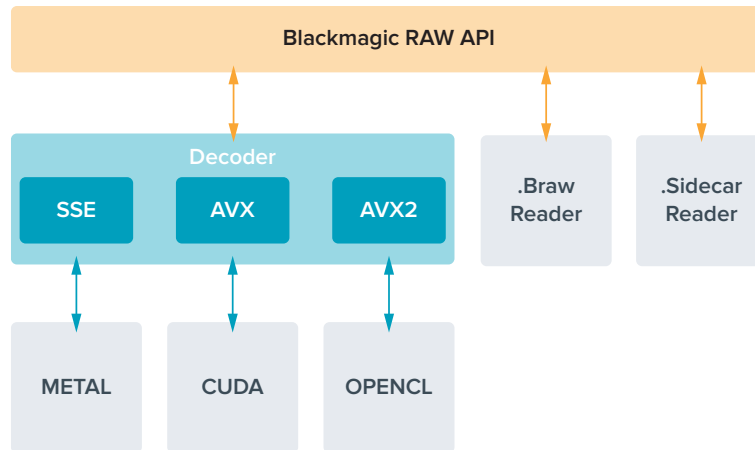 Blackmagic RAW API
Decoder
SSE
AVX
AVX2
.Braw
Reader
.Sidecar
Reader
METAL
CUDA
OPENCL